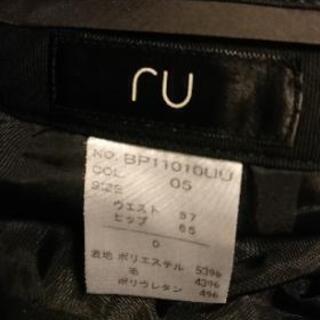 ru
NO. BP11010UU
COL. 05
SIZE
ウエスト 57
ヒップ 85
0
表地 ポリエステル 53%
毛 43%
ポリウレタン 4%